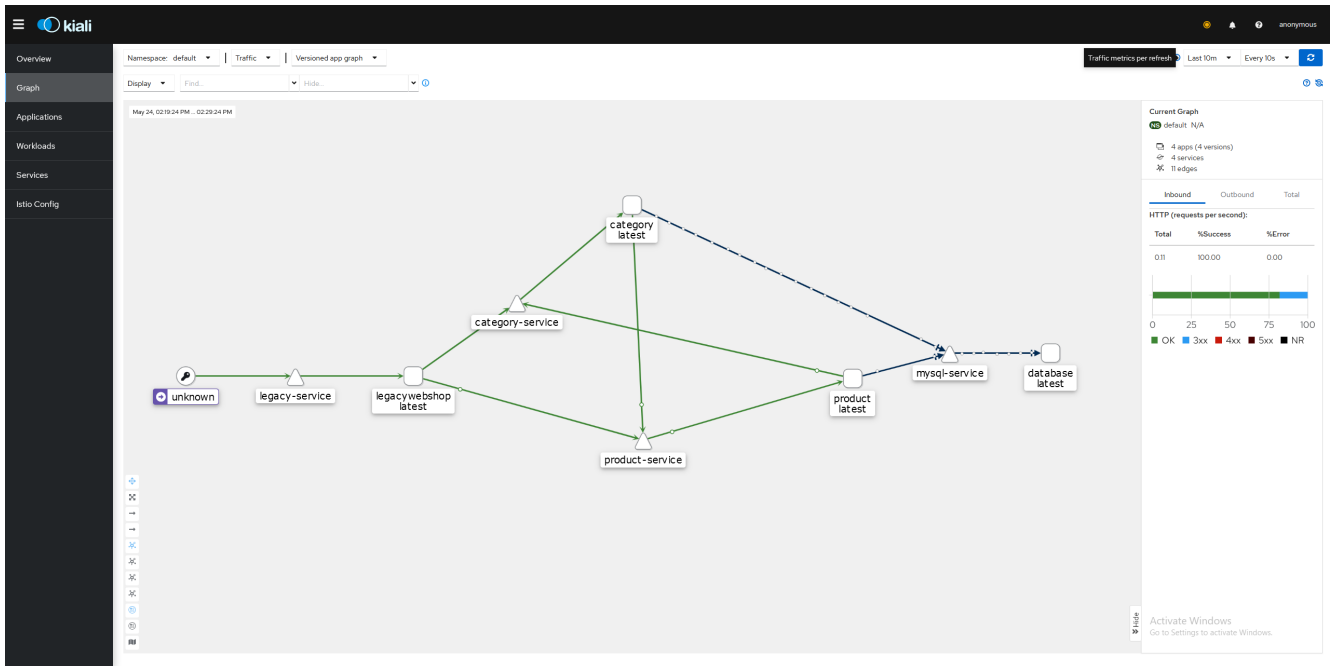 kiali
anonymous
Overview
Graph
Applications
Workloads
Services
Istio Config
Namespace: default
Traffic
Versioned app graph
Traffic metrics per refresh
Last 10m
Every 10s
Display
Find...
Hide...
May 24, 02:19:24 PM ... 02:29:24 PM
category
latest
category-service
unknown
legacy-service
legacywebshop
latest
product-service
product
latest
mysql-service
database
latest
Current Graph
NS default N/A
4 apps (4 versions)
4 services
11 edges
Inbound Outbound Total
HTTP (requests per second):
Total %Success %Error
0.11 100.00 0.00
0 25 50 75 100
OK 3xx 4xx 5xx NR
Hide
Activate Windows
Go to Settings to activate Windows.